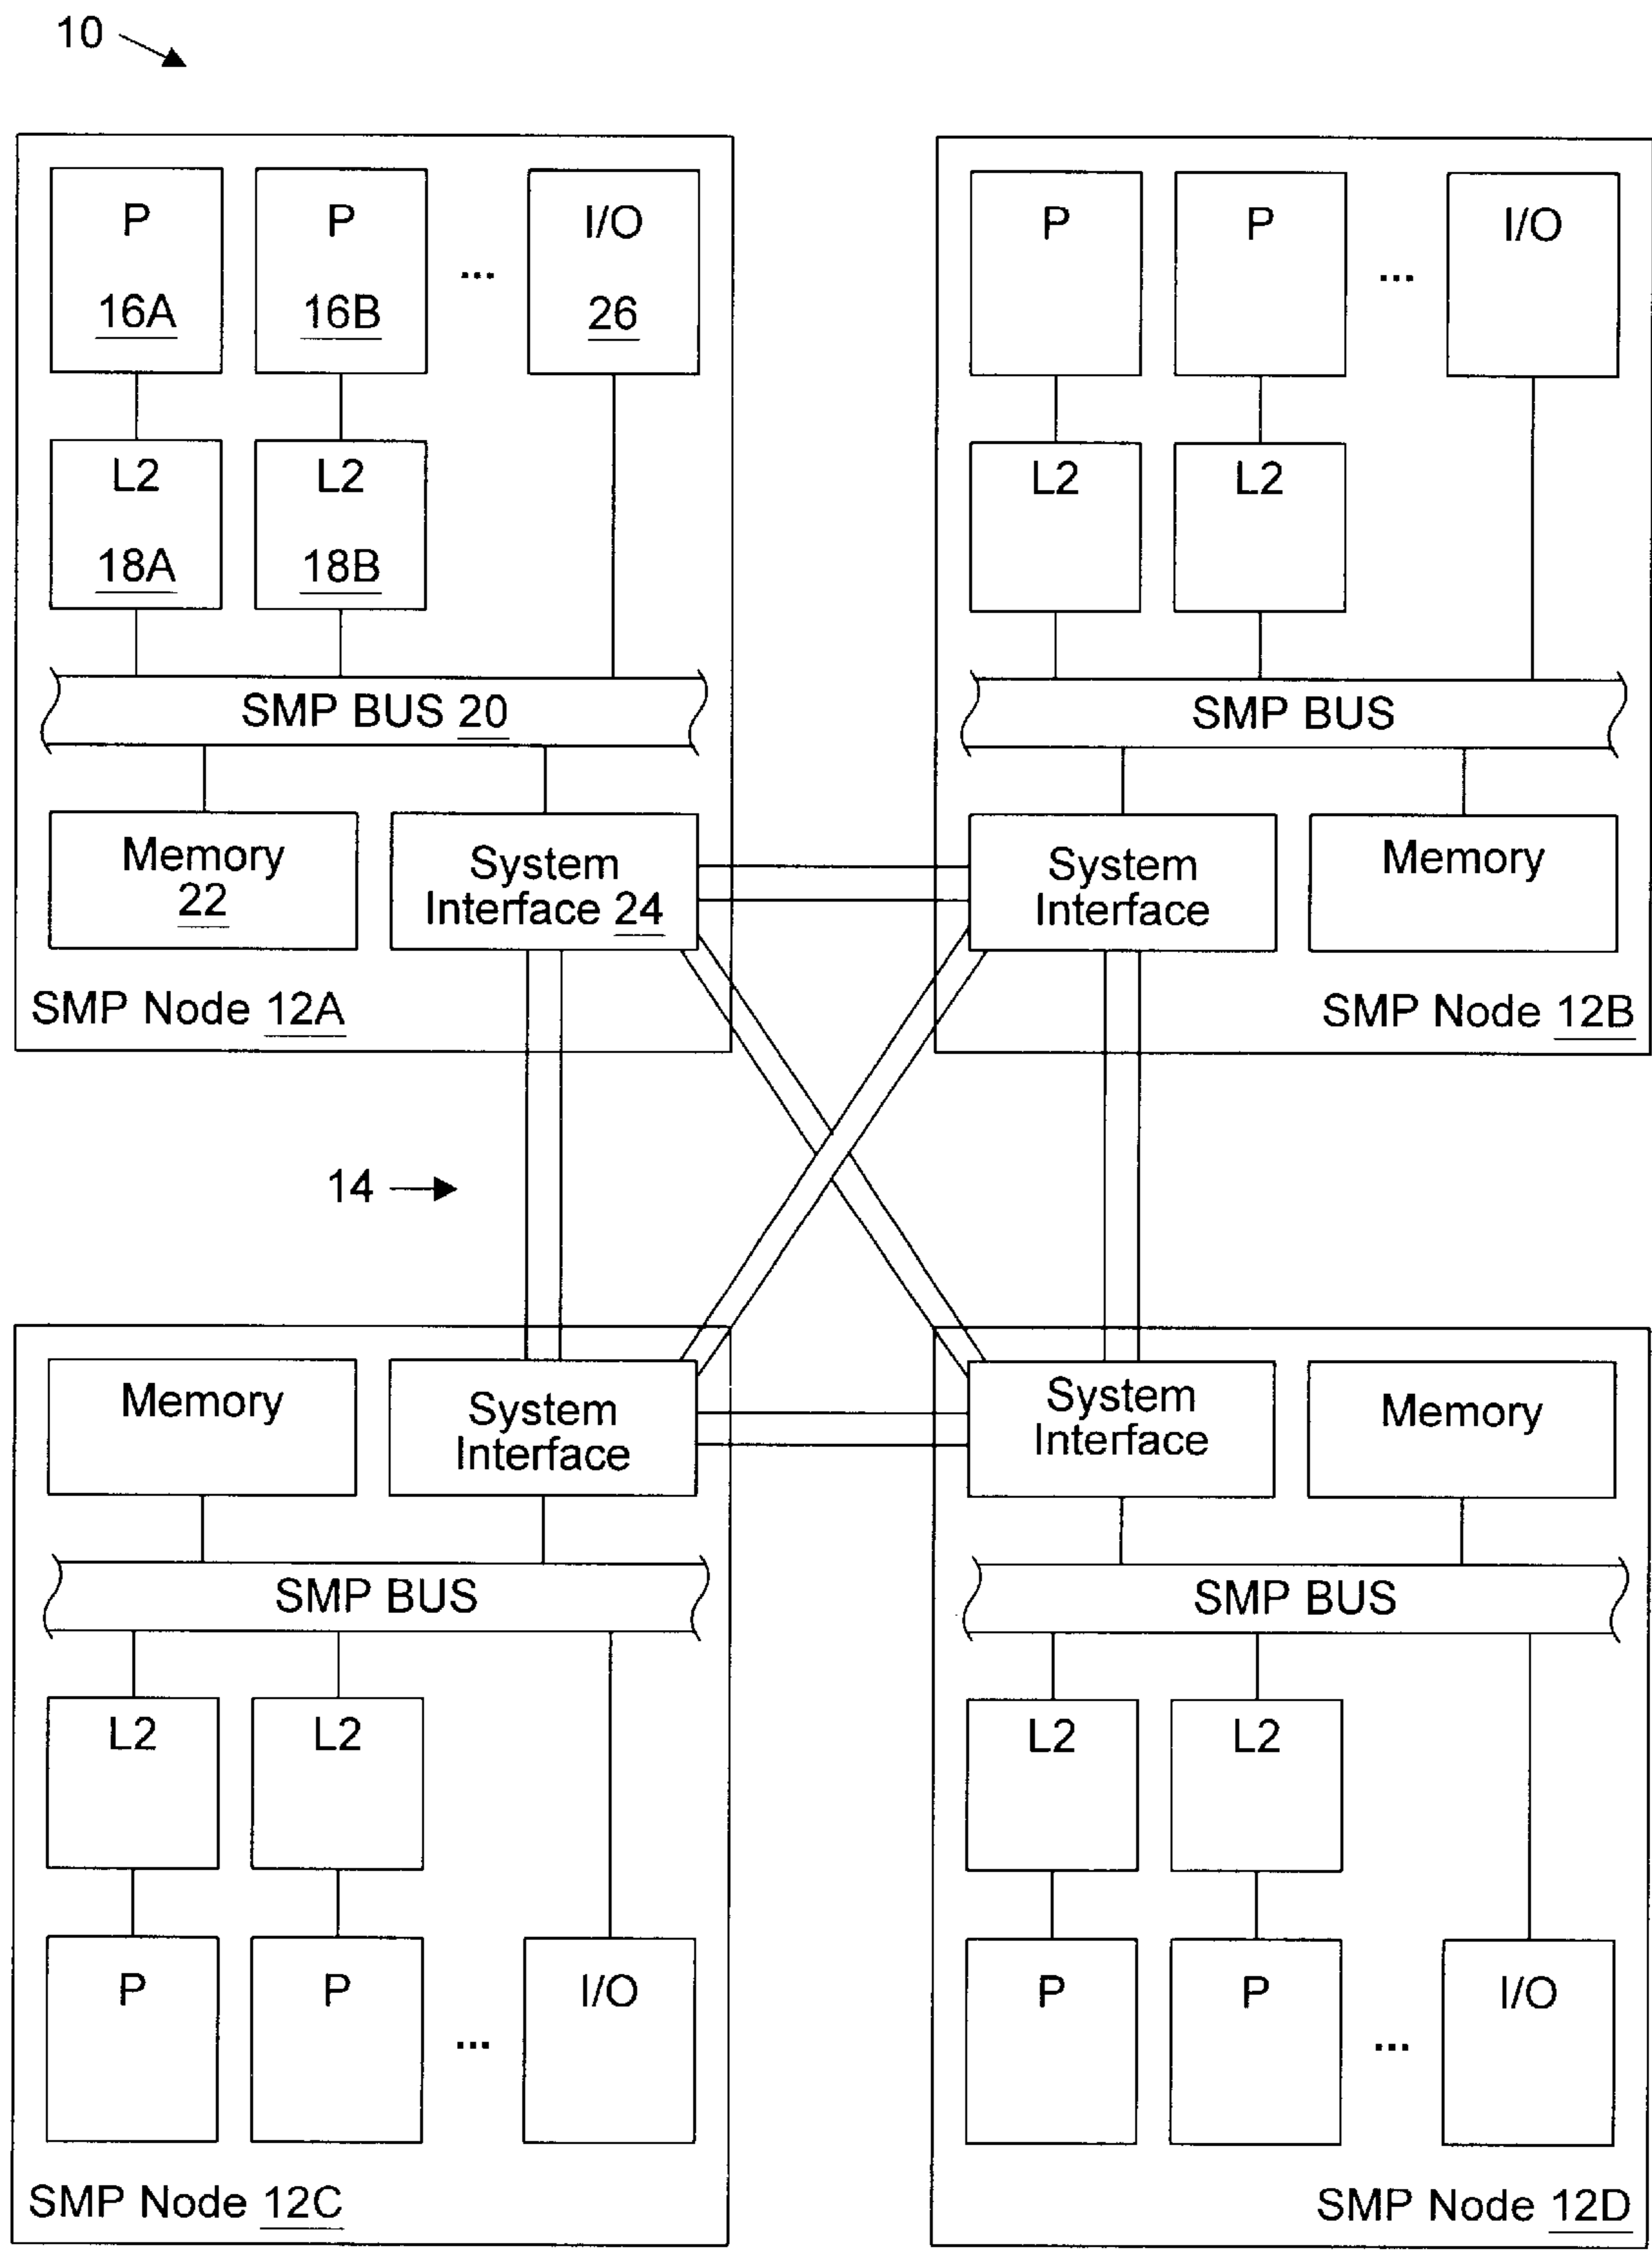 10
P P I/O
16A 16B ... 26
L2 L2
18A 18B
SMP BUS 20
Memory
22
System
Interface 24
SMP Node 12A
P P ... I/O
L2 L2
SMP BUS
System
Interface
Memory
SMP Node 12B
14
Memory
System
Interface
SMP BUS
L2 L2
P P ... I/O
SMP Node 12C
System
Interface
Memory
SMP BUS
L2 L2
P P ... I/O
SMP Node 12D